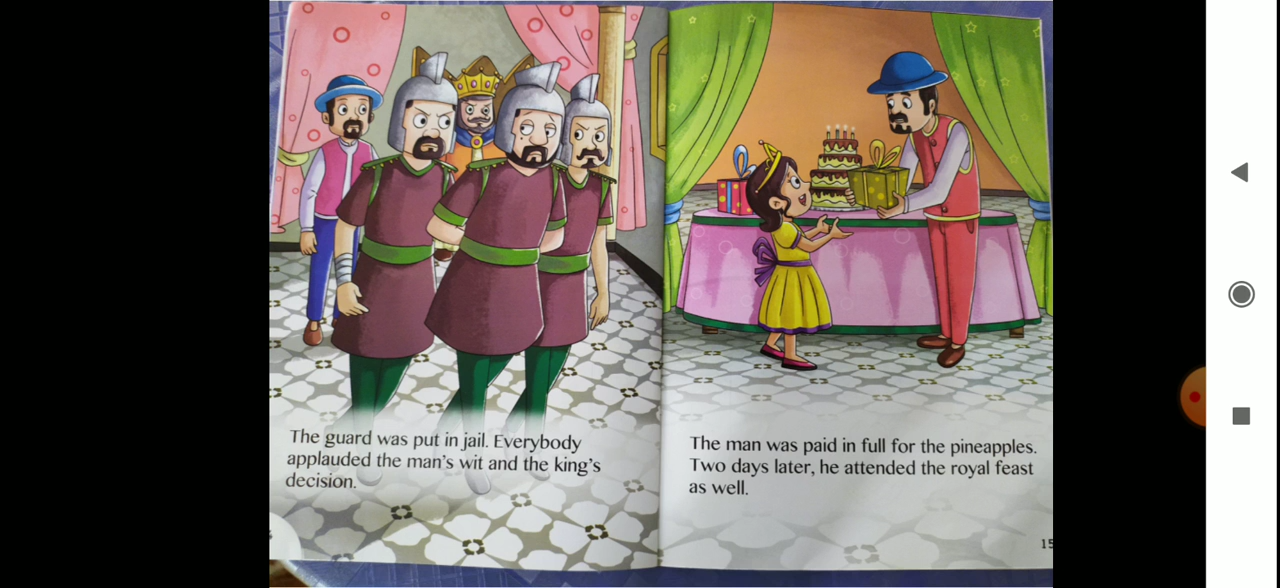 The guard was put in jail. Everybody
applauded the man's wit and the king's
decision.
The man was paid in full for the pineapples.
Two days later, he attended the royal feast
as well.
15